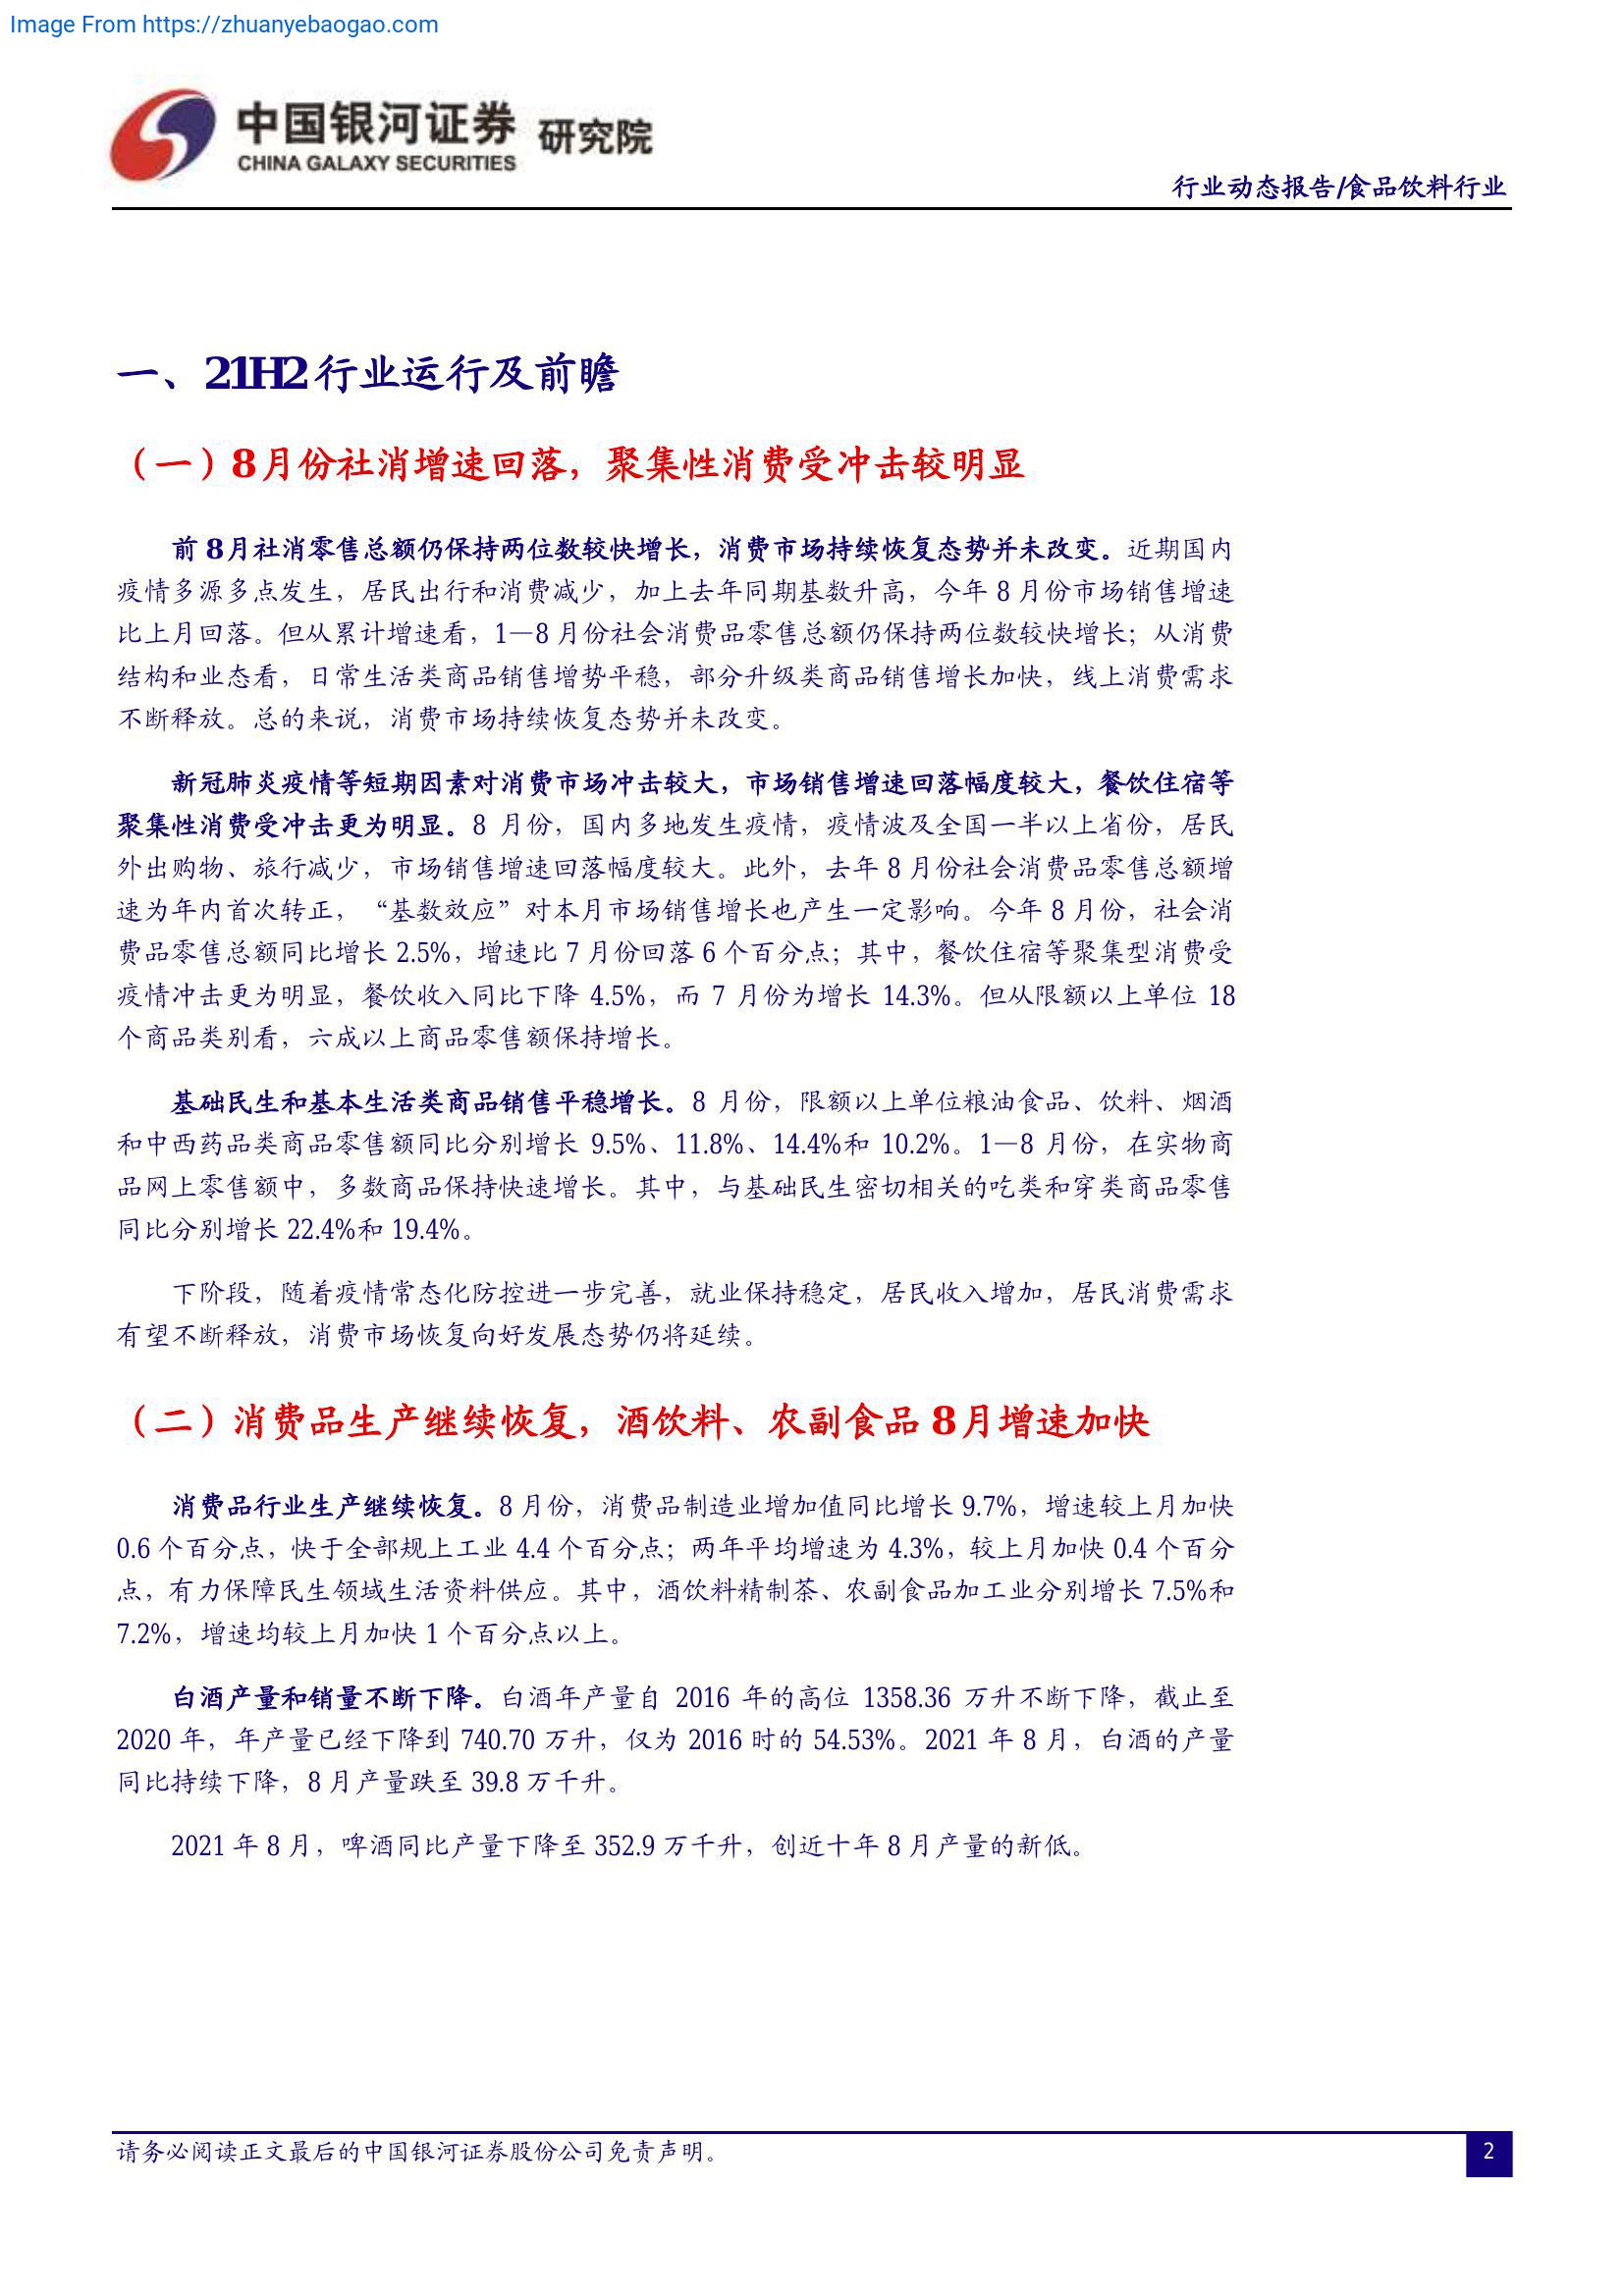 Image From https://zhuanyebaogao.com
中国银河证券 研究院
CHINA GALAXY SECURITIES
行业动态报告/食品饮料行业
一、21H2 行业运行及前瞻
（一）8 月份社消增速回落，聚集性消费受冲击较明显
前 8 月社消零售总额仍保持两位数较快增长，消费市场持续恢复态势并未改变。近期国内
疫情多源多点发生，居民出行和消费减少，加上去年同期基数升高，今年 8 月份市场销售增速
比上月回落。但从累计增速看，1—8 月份社会消费品零售总额仍保持两位数较快增长；从消费
结构和业态看，日常生活类商品销售增势平稳，部分升级类商品销售增长加快，线上消费需求
不断释放。总的来说，消费市场持续恢复态势并未改变。
新冠肺炎疫情等短期因素对消费市场冲击较大，市场销售增速回落幅度较大，餐饮住宿等
聚集性消费受冲击更为明显。8 月份，国内多地发生疫情，疫情波及全国一半以上省份，居民
外出购物、旅行减少，市场销售增速回落幅度较大。此外，去年 8 月份社会消费品零售总额增
速为年内首次转正，“基数效应”对本月市场销售增长也产生一定影响。今年 8 月份，社会消
费品零售总额同比增长 2.5%，增速比 7 月份回落 6 个百分点；其中，餐饮住宿等聚集型消费受
疫情冲击更为明显，餐饮收入同比下降 4.5%，而 7 月份为增长 14.3%。但从限额以上单位 18
个商品类别看，六成以上商品零售额保持增长。
基础民生和基本生活类商品销售平稳增长。8 月份，限额以上单位粮油食品、饮料、烟酒
和中西药品类商品零售额同比分别增长 9.5%、11.8%、14.4%和 10.2%。1—8 月份，在实物商
品网上零售额中，多数商品保持快速增长。其中，与基础民生密切相关的吃类和穿类商品零售
同比分别增长 22.4%和 19.4%。
下阶段，随着疫情常态化防控进一步完善，就业保持稳定，居民收入增加，居民消费需求
有望不断释放，消费市场恢复向好发展态势仍将延续。
（二）消费品生产继续恢复，酒饮料、农副食品 8 月增速加快
消费品行业生产继续恢复。8 月份，消费品制造业增加值同比增长 9.7%，增速较上月加快
0.6 个百分点，快于全部规上工业 4.4 个百分点；两年平均增速为 4.3%，较上月加快 0.4 个百分
点，有力保障民生领域生活资料供应。其中，酒饮料精制茶、农副食品加工业分别增长 7.5%和
7.2%，增速均较上月加快 1 个百分点以上。
白酒产量和销量不断下降。白酒年产量自 2016 年的高位 1358.36 万升不断下降，截止至
2020 年，年产量已经下降到 740.70 万升，仅为 2016 时的 54.53%。2021 年 8 月，白酒的产量
同比持续下降，8 月产量跌至 39.8 万千升。
2021 年 8 月，啤酒同比产量下降至 352.9 万千升，创近十年 8 月产量的新低。
请务必阅读正文最后的中国银河证券股份公司免责声明。
2